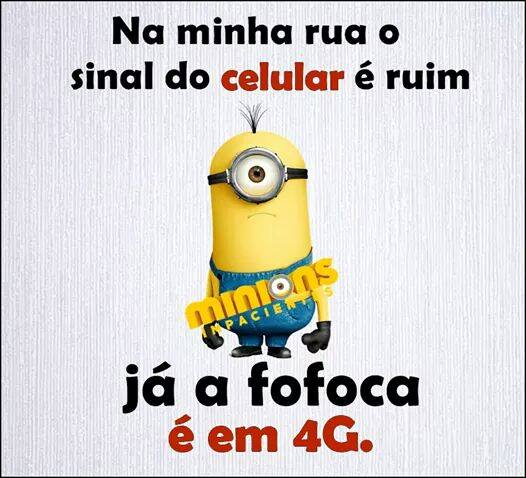 Na minha rua o
sinal do celular é ruim
minions
IMPACIENTES
já a fofoca
é em 4G.